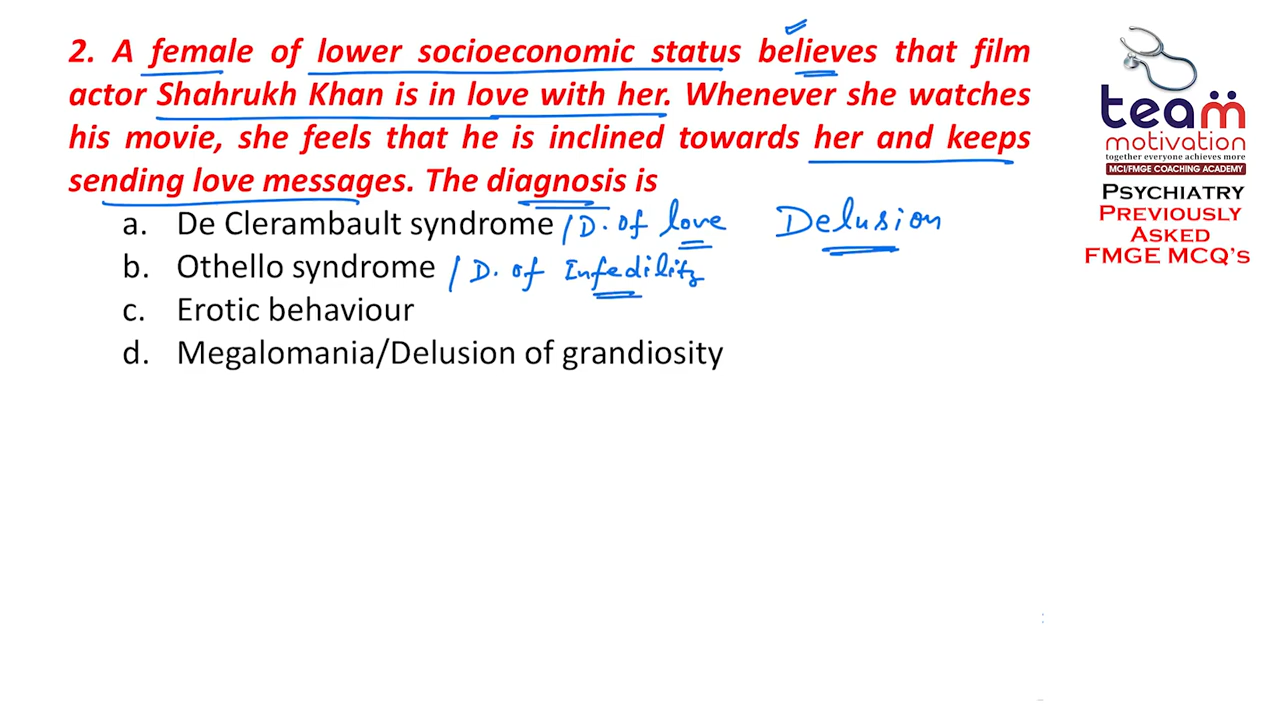 2. A female of lower socioeconomic status believes that film
actor Shahrukh Khan is in love with her. Whenever she watches
his movie, she feels that he is inclined towards her and keeps
sending love messages. The diagnosis is
a. De Clerambault syndrome / D. of love Delusion
b. Othello syndrome / D. of Infedility
c. Erotic behaviour
d. Megalomania/Delusion of grandiosity
team
motivation
together everyone achieves more
MCI/FMGE COACHING ACADEMY
PSYCHIATRY
PREVIOUSLY
ASKED
FMGE MCQ'S